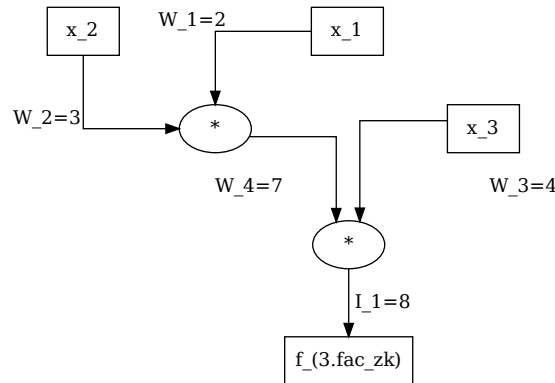 x_2
W_1=2
x_1
W_2=3
*
x_3
W_4=7
W_3=4
*
I_1=8
f_(3.fac_zk)